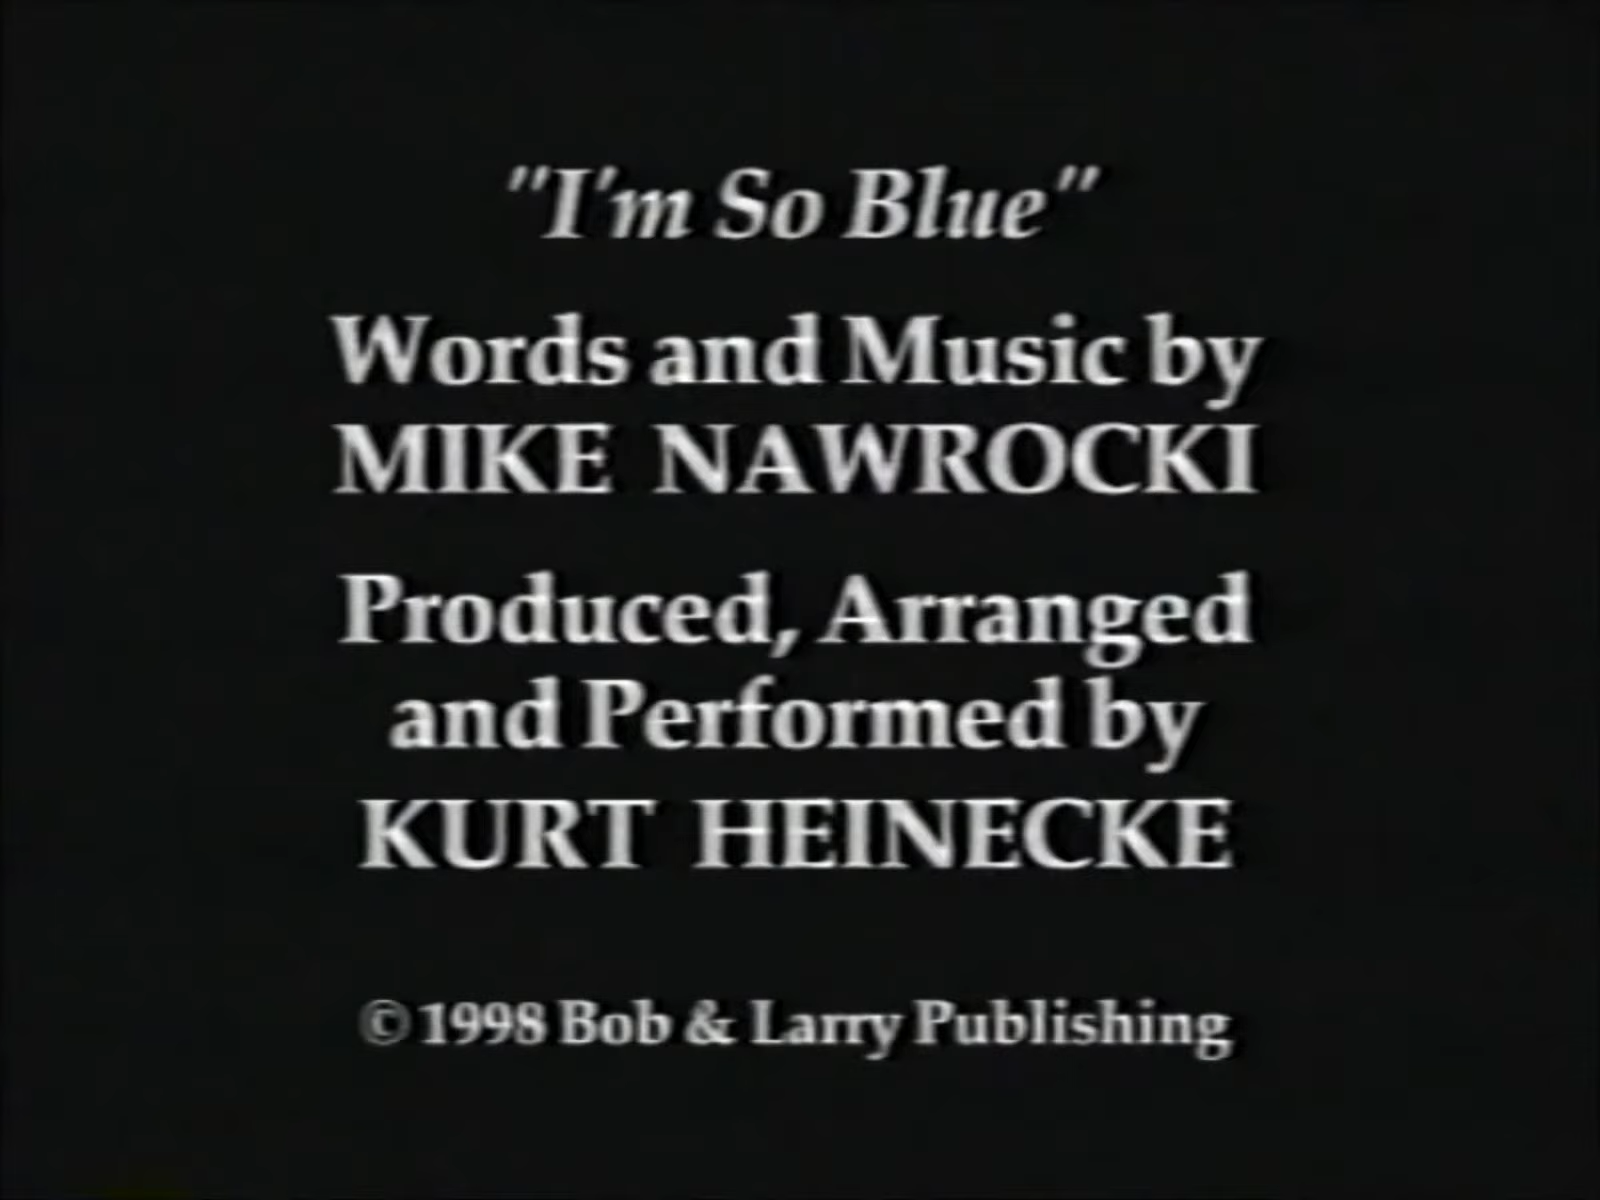 "I'm So Blue"
Words and Music by
MIKE NAWROCKI
Produced, Arranged
and Performed by
KURT HEINECKE
© 1998 Bob & Larry Publishing